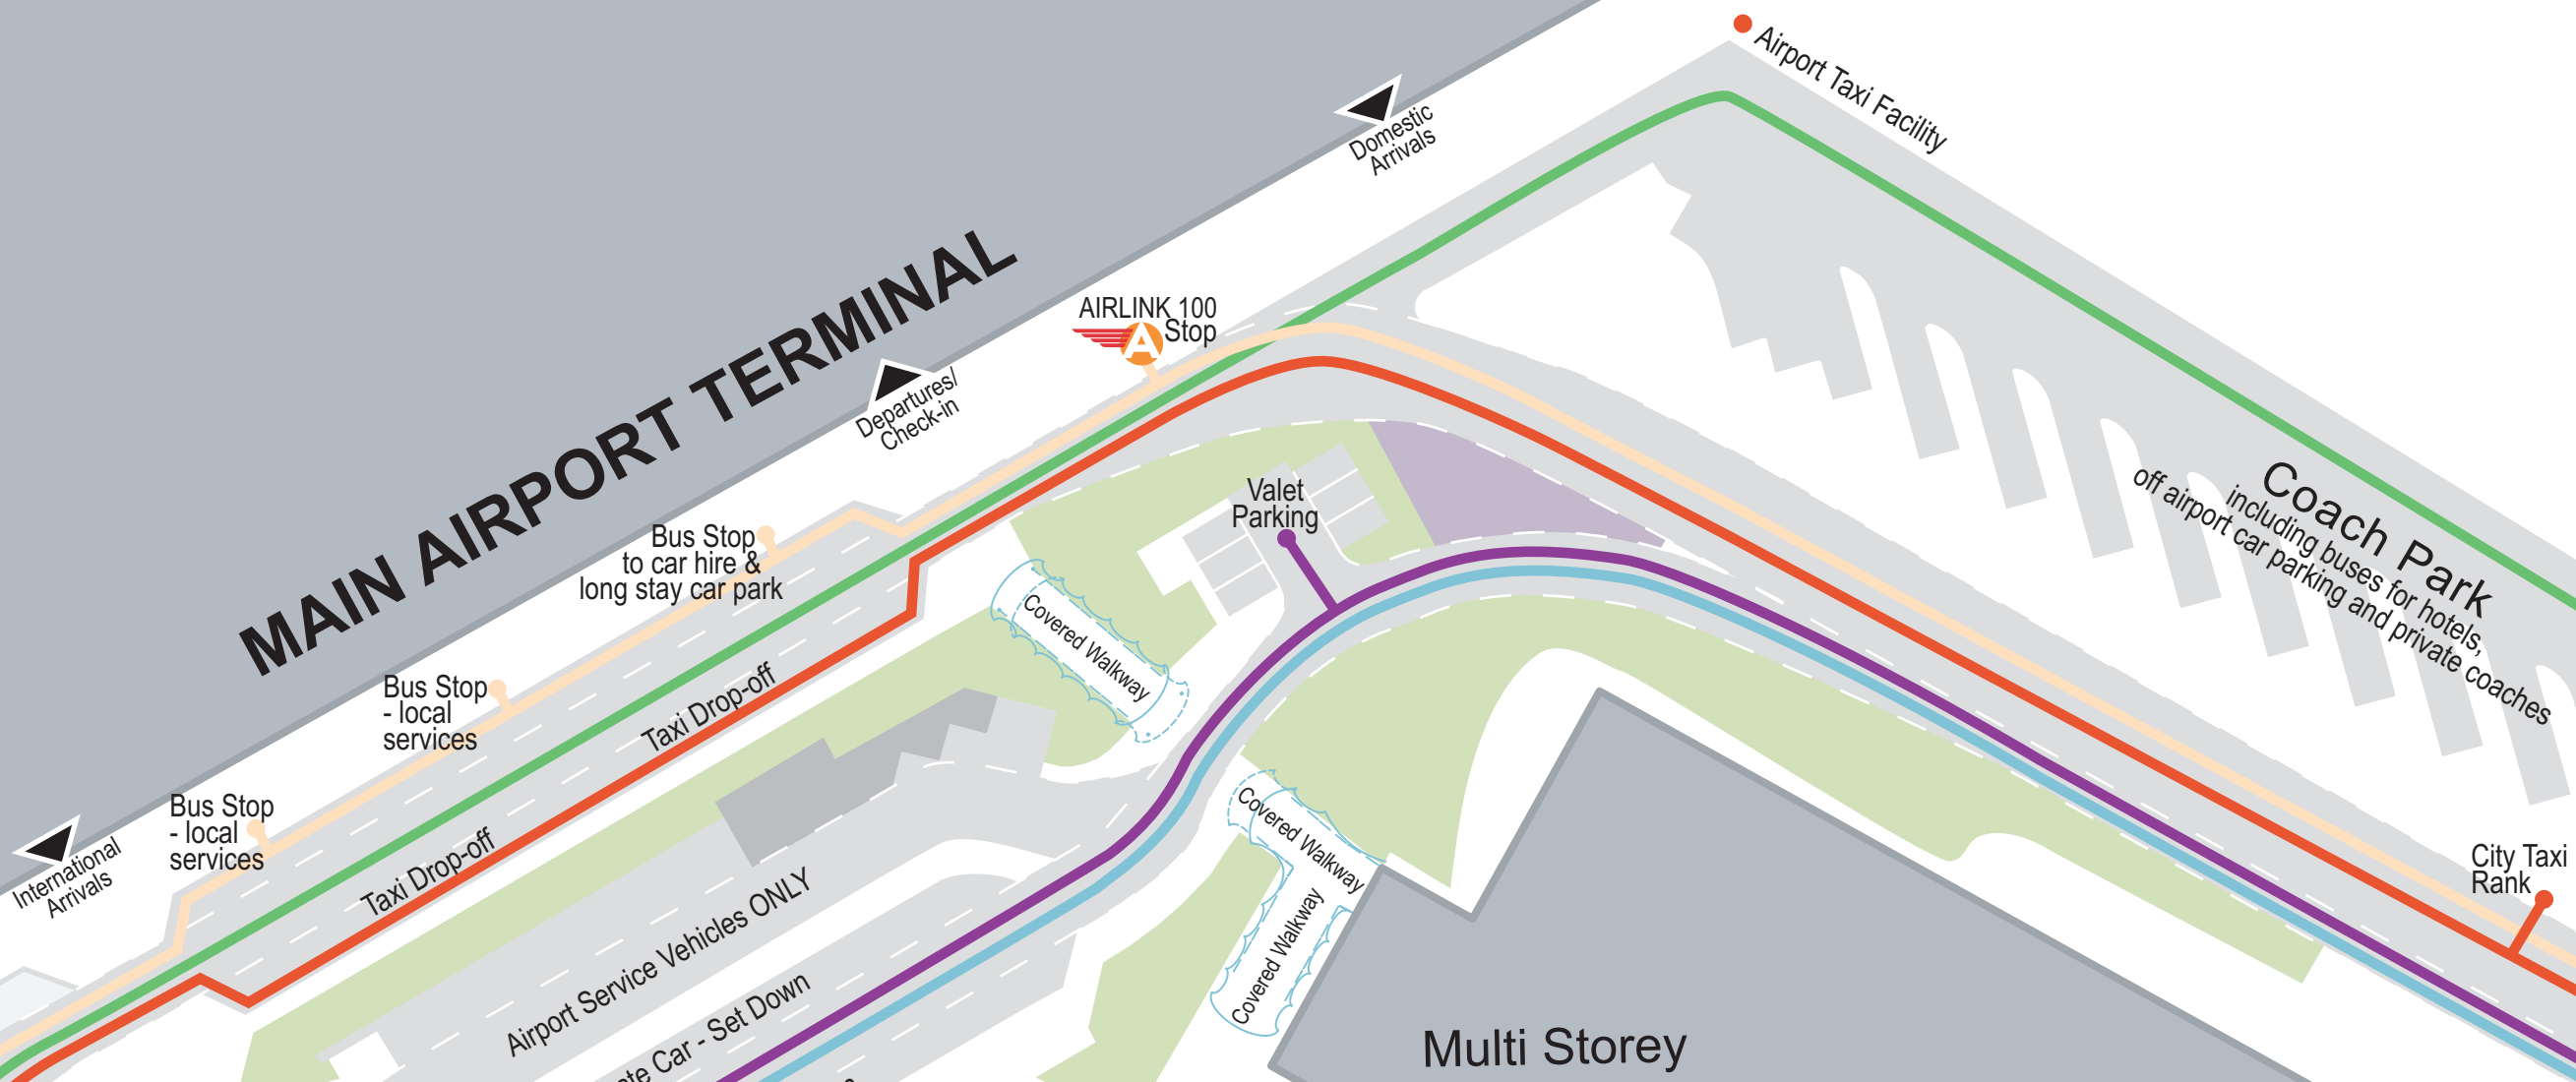 Airport Taxi Facility
Domestic
Arrivals
MAIN AIRPORT TERMINAL
AIRLINK 100
Stop
A
Departures/
Check-in
Coach Park
including buses for hotels,
off airport car parking and private coaches
Valet
Parking
Bus Stop
to car hire &
long stay car park
Covered Walkway
Bus Stop
- local
services
Taxi Drop-off
Bus Stop
- local
services
International
Arrivals
Taxi Drop-off
Covered Walkway
Covered Walkway
City Taxi
Rank
Airport Service Vehicles ONLY
Car - Set Down
Multi Storey